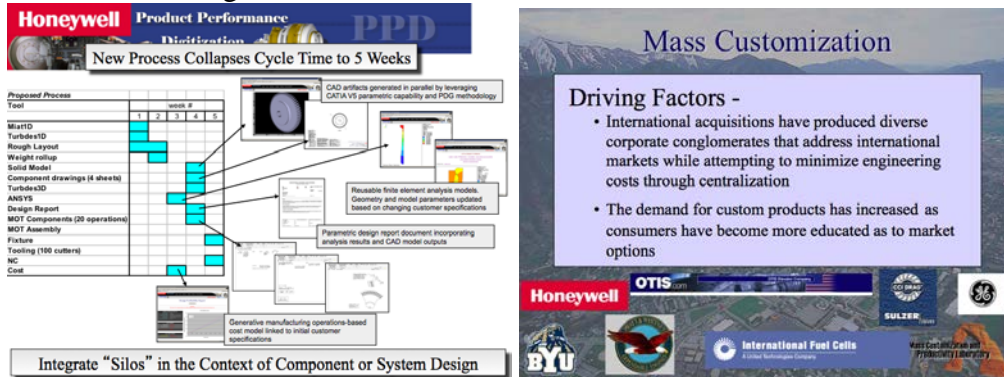 Honeywell
Product Performance
Digitization
PPD
New Process Collapses Cycle Time to 5 Weeks
Proposed Process
Tool
week #
1 2 3 4 5
Miat1D
Turbdes1D
Rough Layout
Weight rollup
Solid Model
Component drawings (4 sheets)
Turbdes3D
ANSYS
Design Report
MOT Components (20 operations)
MOT Assembly
Fixture
Tooling (100 cutters)
NC
Cost
CAD artifacts generated in parallel by leveraging
CATIA V5 parametric capability and PDG methodology
Reusable finite element analysis models.
Geometry and model parameters updated
based on changing customer specifications
Parametric design report document incorporating
analysis results and CAD model outputs
Generative manufacturing operations-based
cost model linked to initial customer
specifications
Integrate “Silos” in the Context of Component or System Design
Mass Customization
Driving Factors -
• International acquisitions have produced diverse
corporate conglomerates that address international
markets while attempting to minimize engineering
costs through centralization
• The demand for custom products has increased as
consumers have become more educated as to market
options
Honeywell
OTIS.com
CCI DRAG
SULZER
GE
BYU
International Fuel Cells
A United Technologies Company
Mass Customization and
Productivity Laboratory